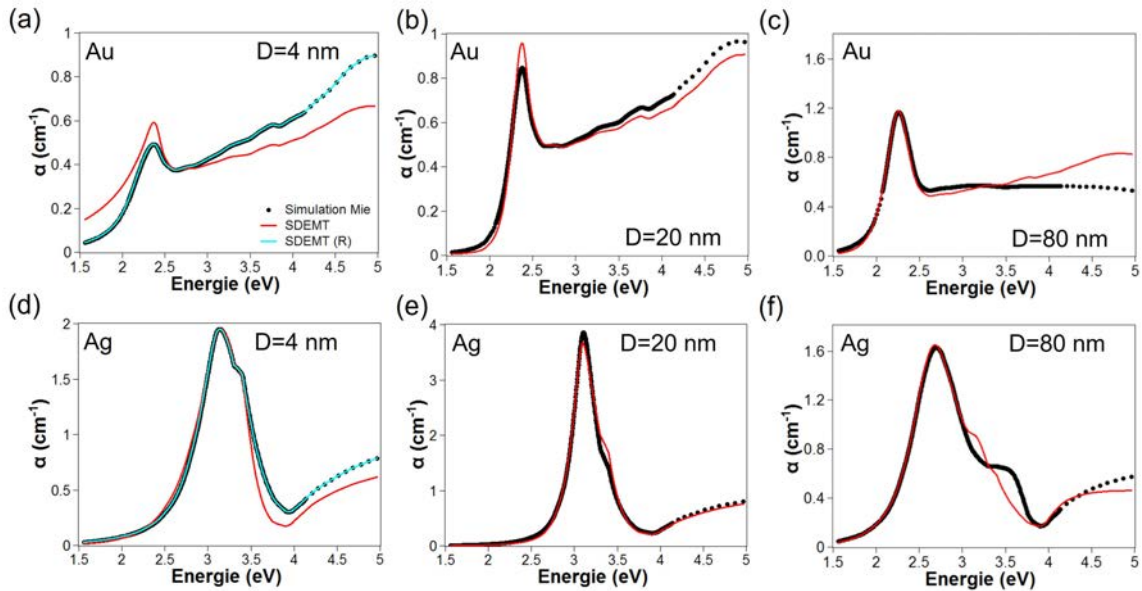 (a)
Au
D=4 nm
α (cm⁻¹)
1
0.8
0.6
0.4
0.2
0
Simulation Mie
SDEMT
SDEMT (R)
1.5 2 2.5 3 3.5 4 4.5 5
Energie (eV)
(b)
Au
D=20 nm
α (cm⁻¹)
1
0.8
0.6
0.4
0.2
0
1.5 2 2.5 3 3.5 4 4.5 5
Energie (eV)
(c)
Au
D=80 nm
α (cm⁻¹)
1.6
1.2
0.8
0.4
0
1.5 2 2.5 3 3.5 4 4.5 5
Energie (eV)
(d)
Ag
D=4 nm
α (cm⁻¹)
2
1.5
1
0.5
0
1.5 2 2.5 3 3.5 4 4.5 5
Energie (eV)
(e)
Ag
D=20 nm
α (cm⁻¹)
4
3
2
1
0
1.5 2 2.5 3 3.5 4 4.5 5
Energie (eV)
(f)
Ag
D=80 nm
α (cm⁻¹)
1.6
1.2
0.8
0.4
0
1.5 2 2.5 3 3.5 4 4.5 5
Energie (eV)